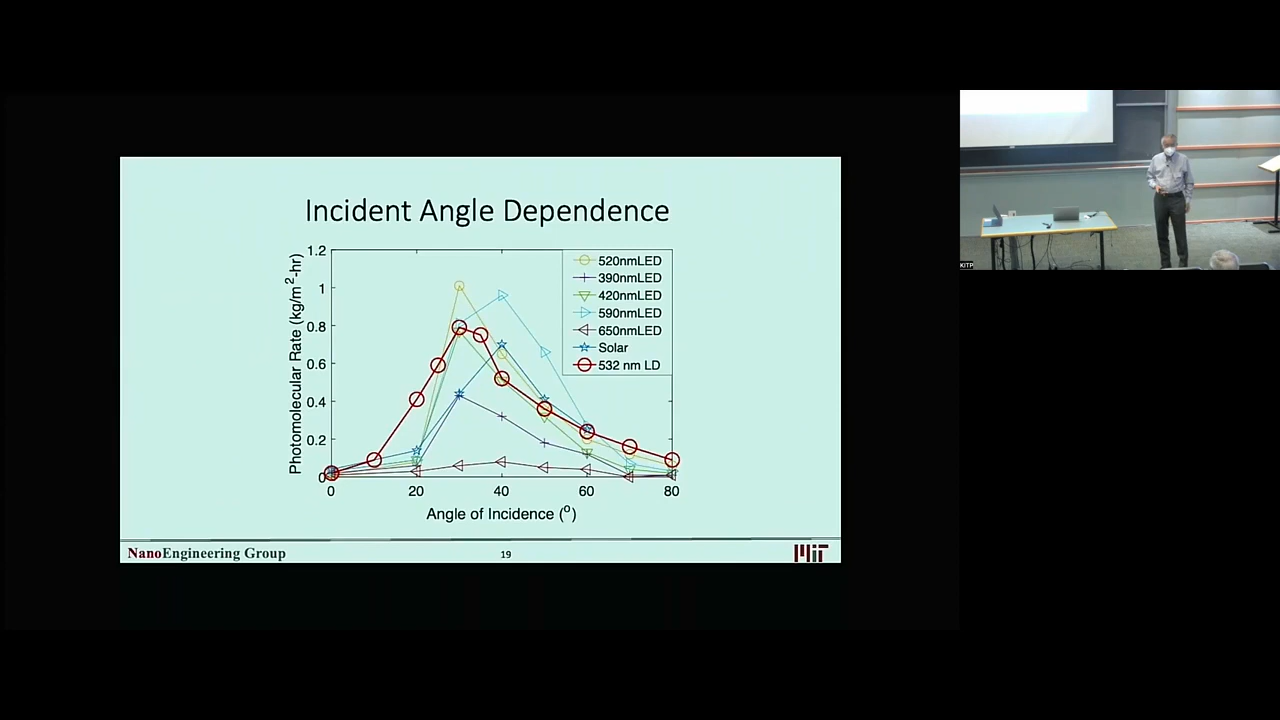 Incident Angle Dependence
1.2
1
0.8
0.6
0.4
0.2
0
Photomolecular Rate (kg/m2-hr)
520nmLED
390nmLED
420nmLED
590nmLED
650nmLED
Solar
532 nm LD
0 20 40 60 80
Angle of Incidence (o)
NanoEngineering Group
19
MIT
KITP